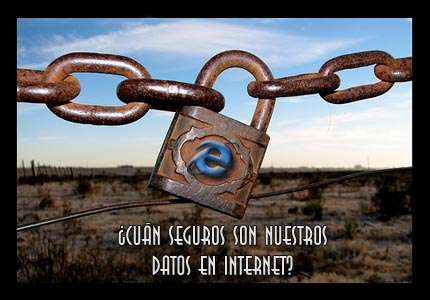 ¿CUÁN SEGUROS SON NUESTROS
DATOS EN INTERNET?